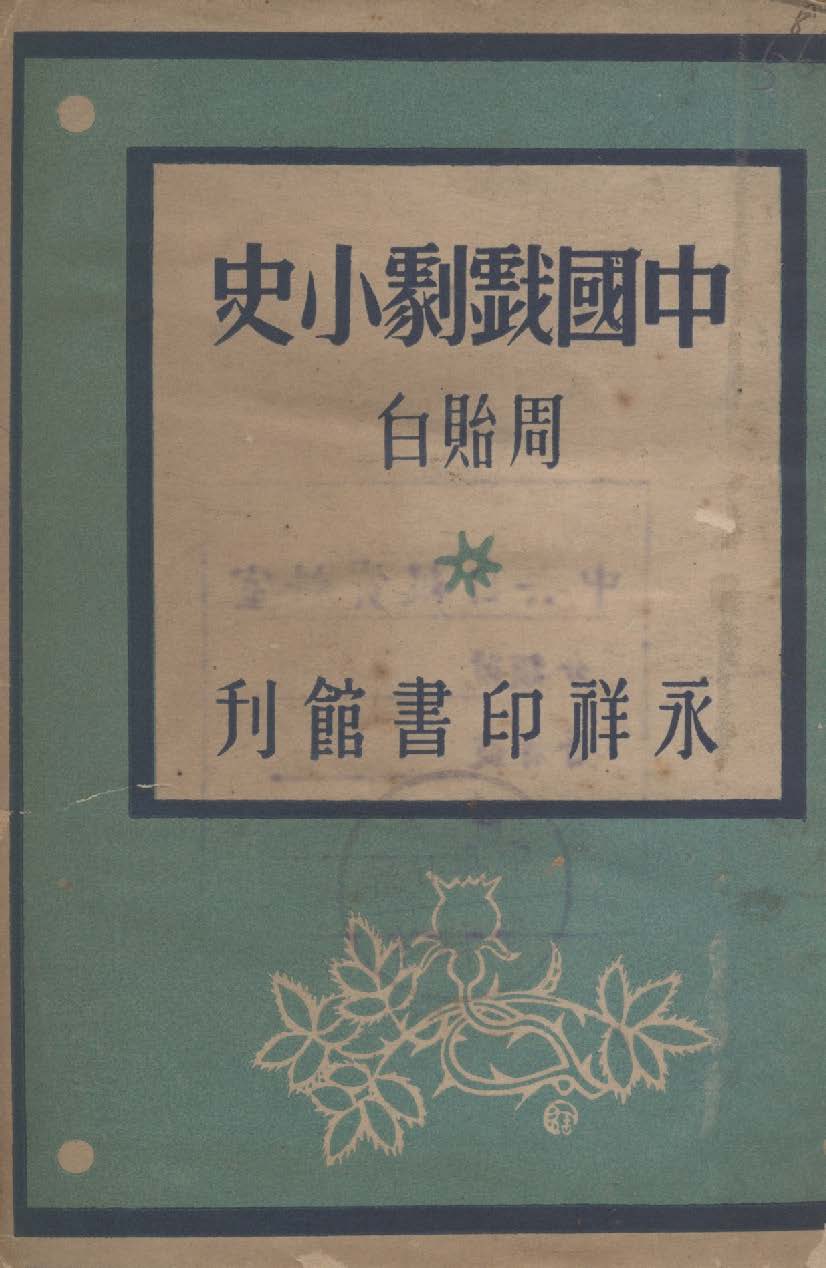 中國戲劇小史
周貽白
永祥印書館刊